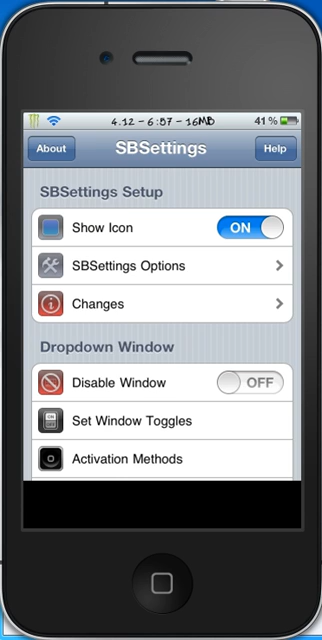 4.12 - 6:57 - 16MB 41%
About SBSettings Help
SBSettings Setup
Show Icon ON
SBSettings Options
Changes
Dropdown Window
Disable Window OFF
Set Window Toggles
Activation Methods